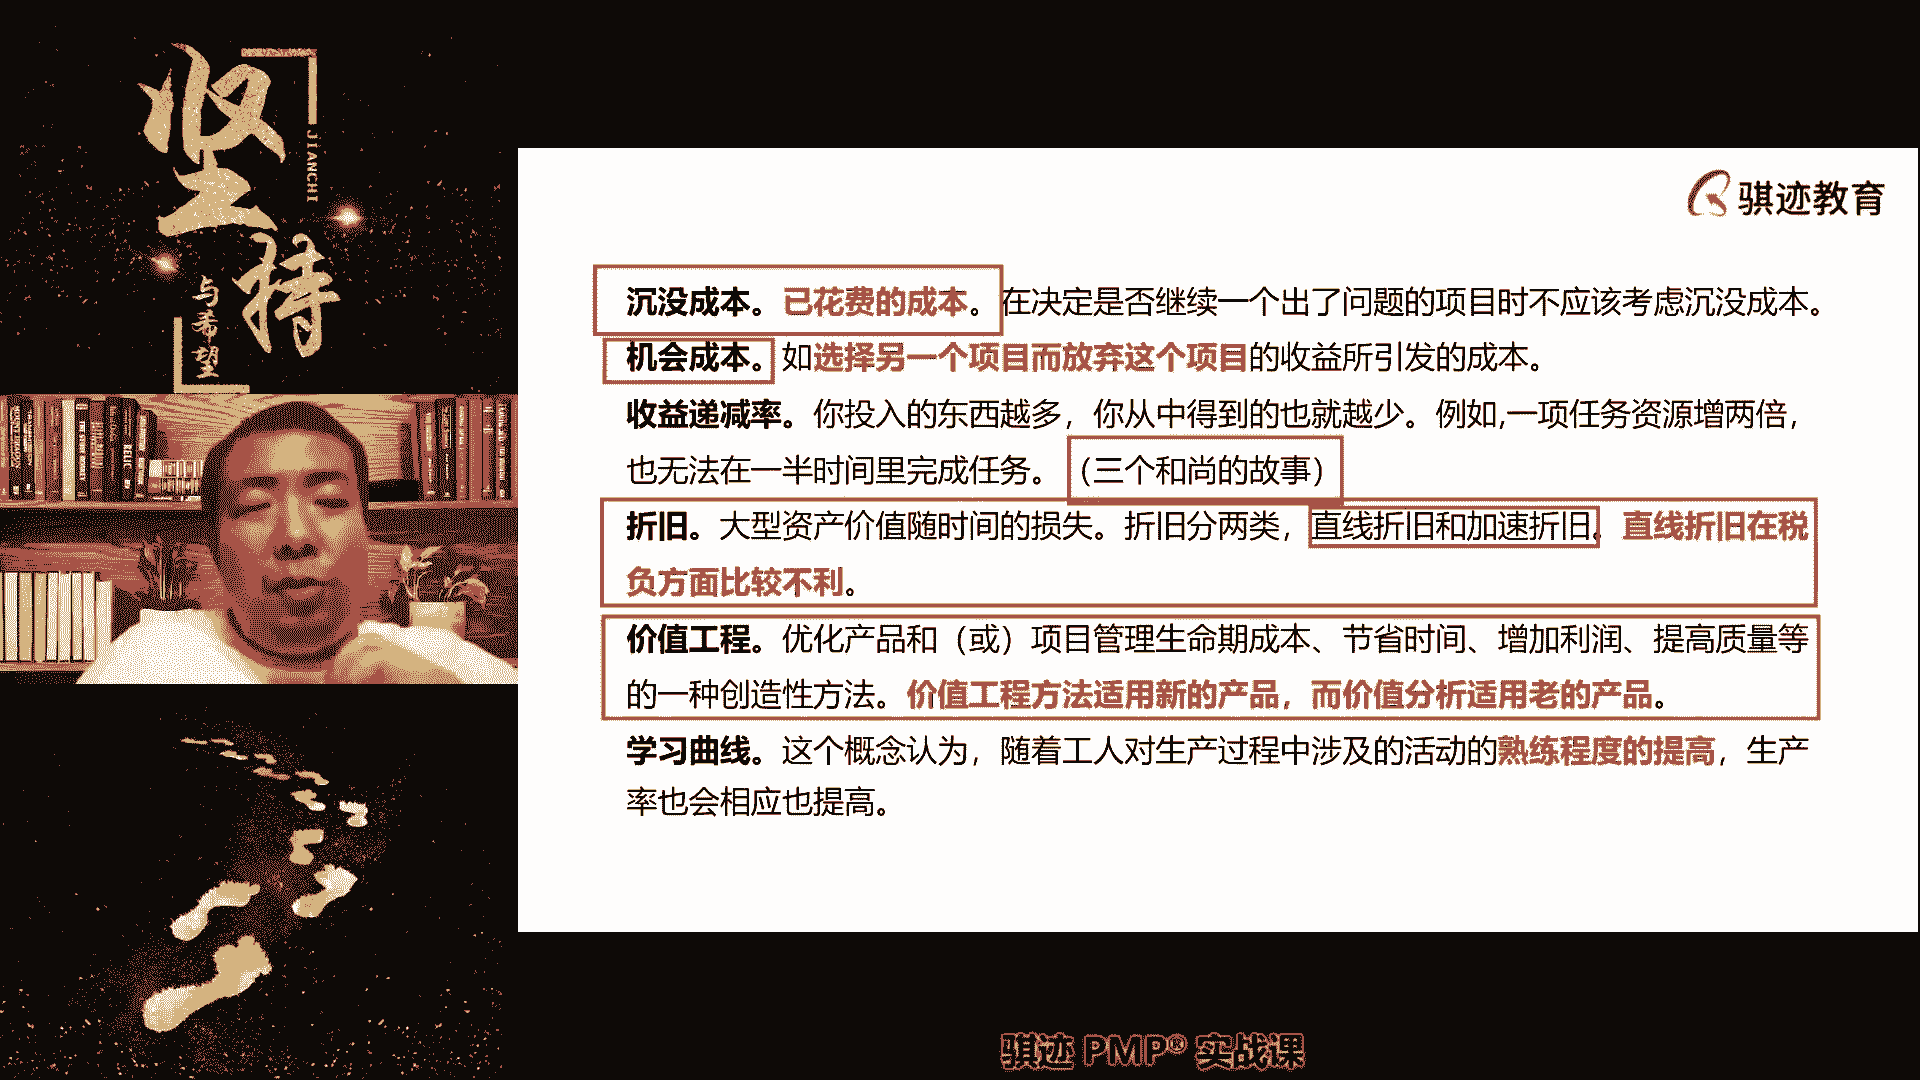 坚持
JIANCHI
与希望
骐迹教育
沉没成本。已花费的成本。在决定是否继续一个出了问题的项目时不应该考虑沉没成本。
机会成本。如选择另一个项目而放弃这个项目的收益所引发的成本。
收益递减率。你投入的东西越多，你从中得到的也就越少。例如,一项任务资源增两倍，
也无法在一半时间里完成任务。（三个和尚的故事）
折旧。大型资产价值随时间的损失。折旧分两类，直线折旧和加速折旧。直线折旧在税
负方面比较不利。
价值工程。优化产品和（或）项目管理生命期成本、节省时间、增加利润、提高质量等
的一种创造性方法。价值工程方法适用新的产品，而价值分析适用老的产品。
学习曲线。这个概念认为，随着工人对生产过程中涉及的活动的熟练程度的提高，生产
率也会相应也提高。
骐迹 PMP® 实战课